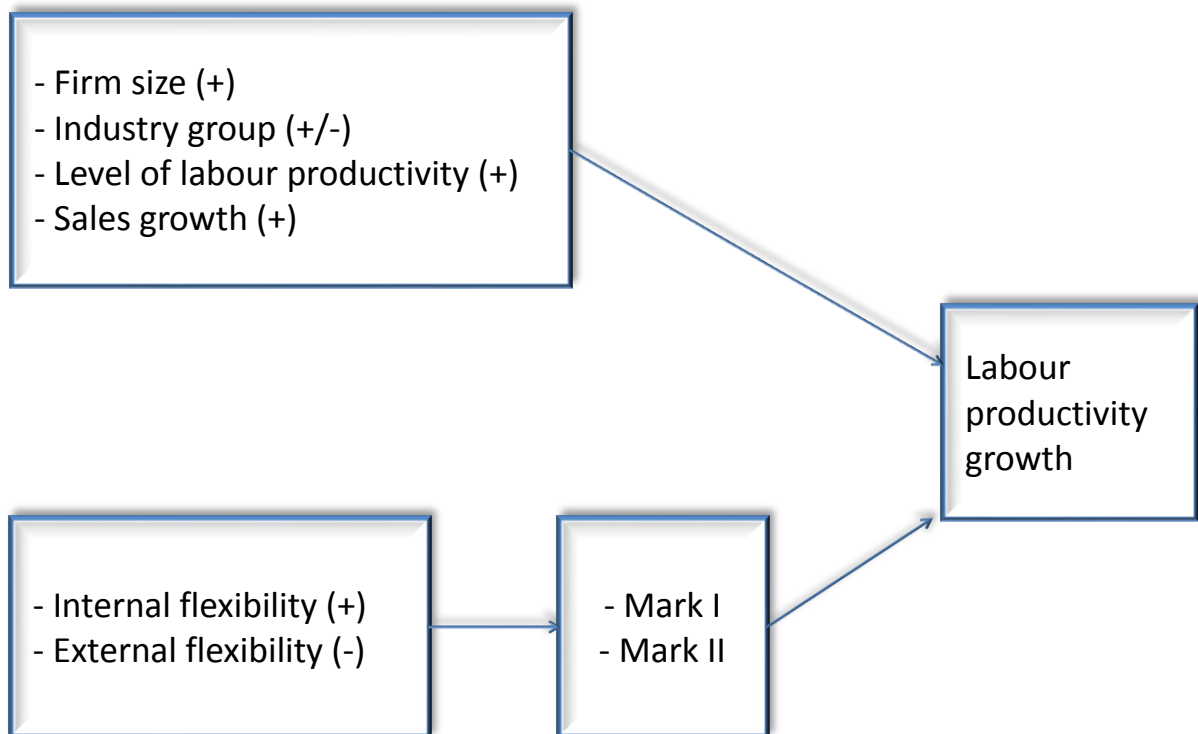 - Firm size (+)
- Industry group (+/-)
- Level of labour productivity (+)
- Sales growth (+)
Labour
productivity
growth
- Internal flexibility (+)
- External flexibility (-)
- Mark I
- Mark II